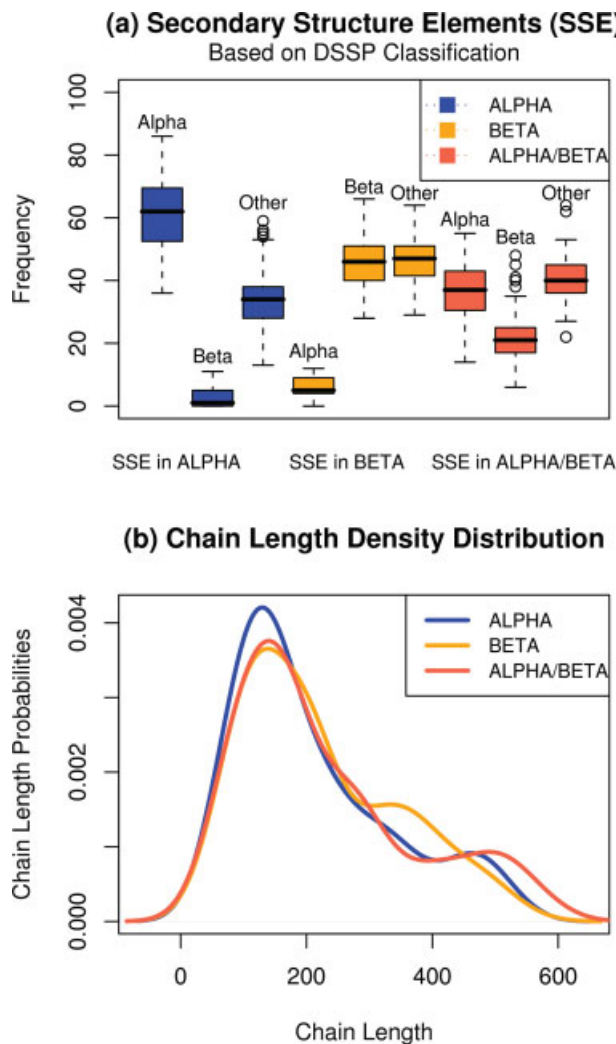 (a) Secondary Structure Elements (SSE)
Based on DSSP Classification
Frequency
100
80
60
40
20
0
ALPHA
BETA
ALPHA/BETA
Alpha
Beta
Other
Alpha
Beta
Other
Alpha
Beta
Other
SSE in ALPHA
SSE in BETA
SSE in ALPHA/BETA
(b) Chain Length Density Distribution
Chain Length Probabilities
0.004
0.002
0.000
ALPHA
BETA
ALPHA/BETA
0
200
400
600
Chain Length